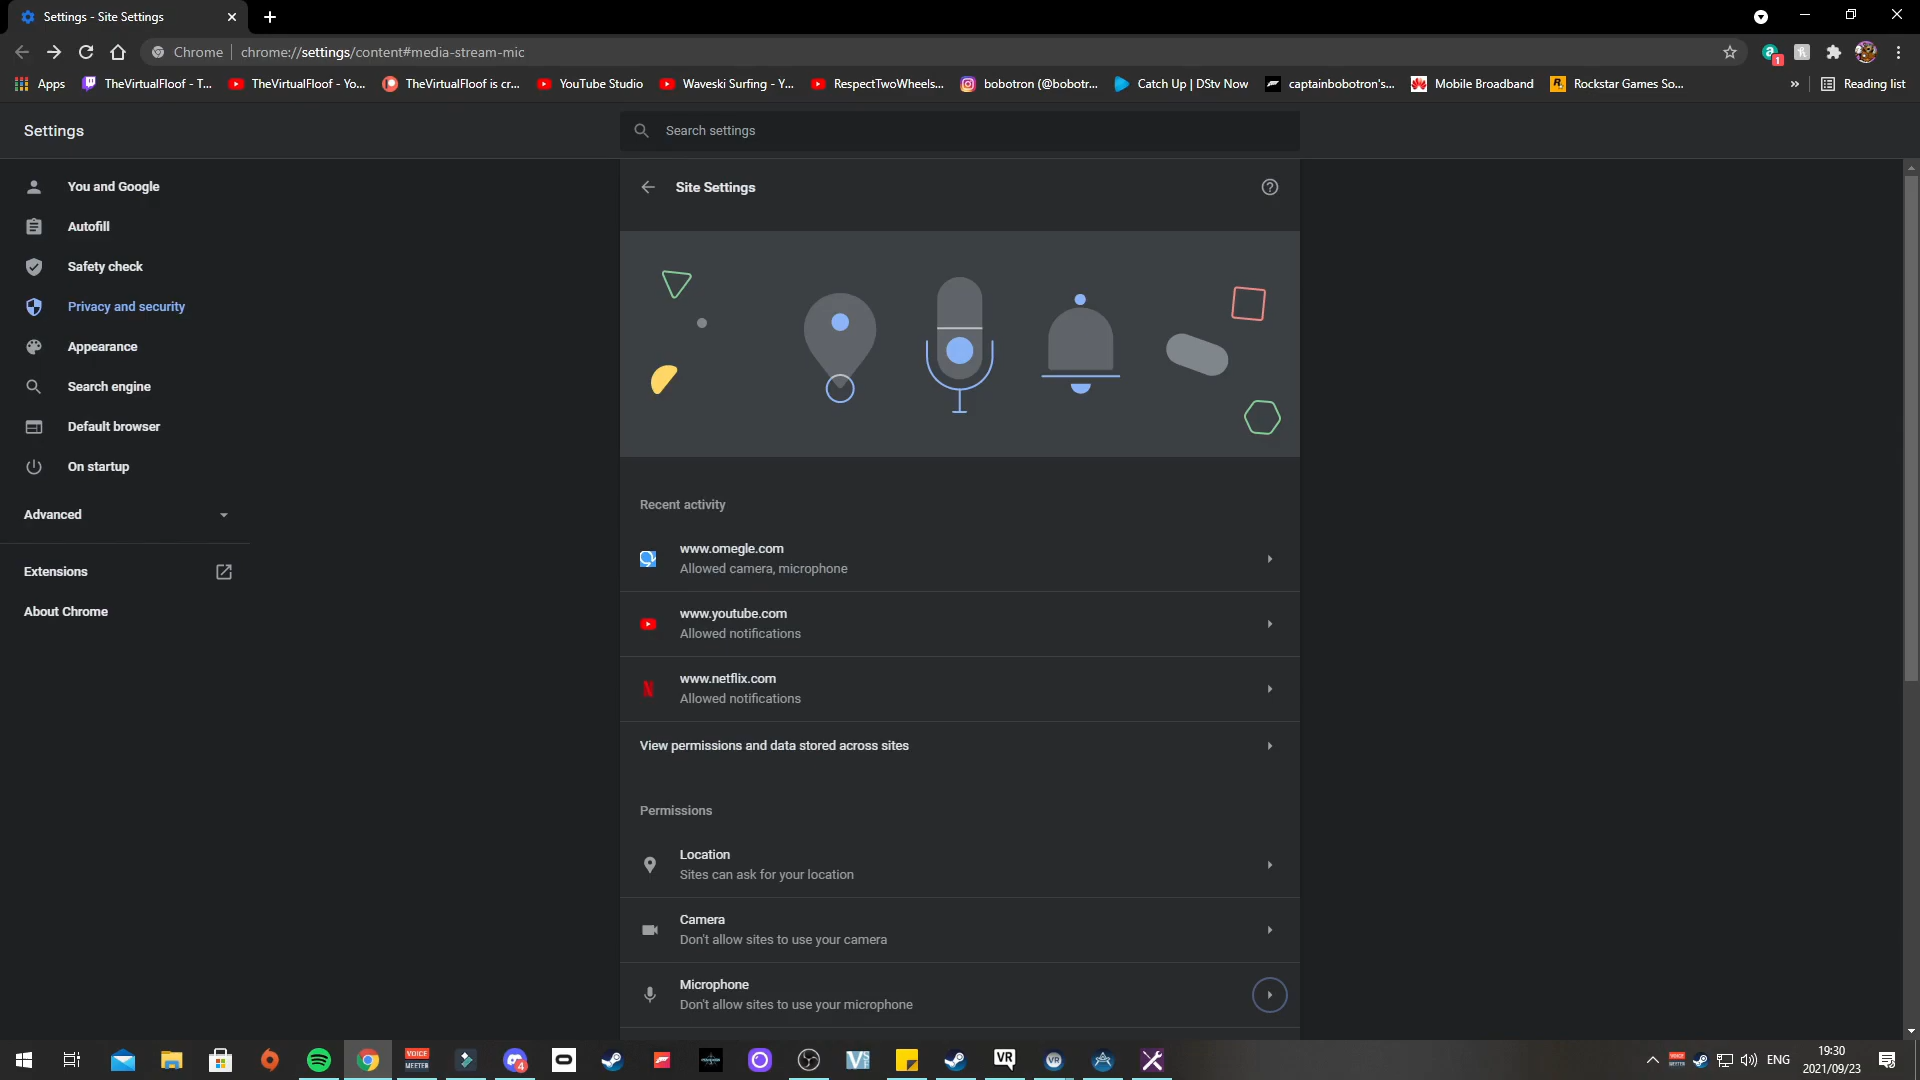 Settings - Site Settings
Chrome chrome://settings/content#media-stream-mic
1
Apps TheVirtualFloof - T... TheVirtualFloof - Yo... TheVirtualFloof is cr... YouTube Studio Waveski Surfing - Y... RespectTwoWheels... bobotron (@bobotr... Catch Up | DStv Now captainbobotron's... Mobile Broadband Rockstar Games So... » Reading list
Settings
Search settings
You and Google
Autofill
Safety check
Privacy and security
Appearance
Search engine
Default browser
On startup
Advanced
Extensions
About Chrome
Site Settings
Recent activity
www.omegle.com
Allowed camera, microphone
www.youtube.com
Allowed notifications
www.netflix.com
Allowed notifications
View permissions and data stored across sites
Permissions
Location
Sites can ask for your location
Camera
Don't allow sites to use your camera
Microphone
Don't allow sites to use your microphone
VOICE
MEETER
4
VR
ENG
19:30
2021/09/23